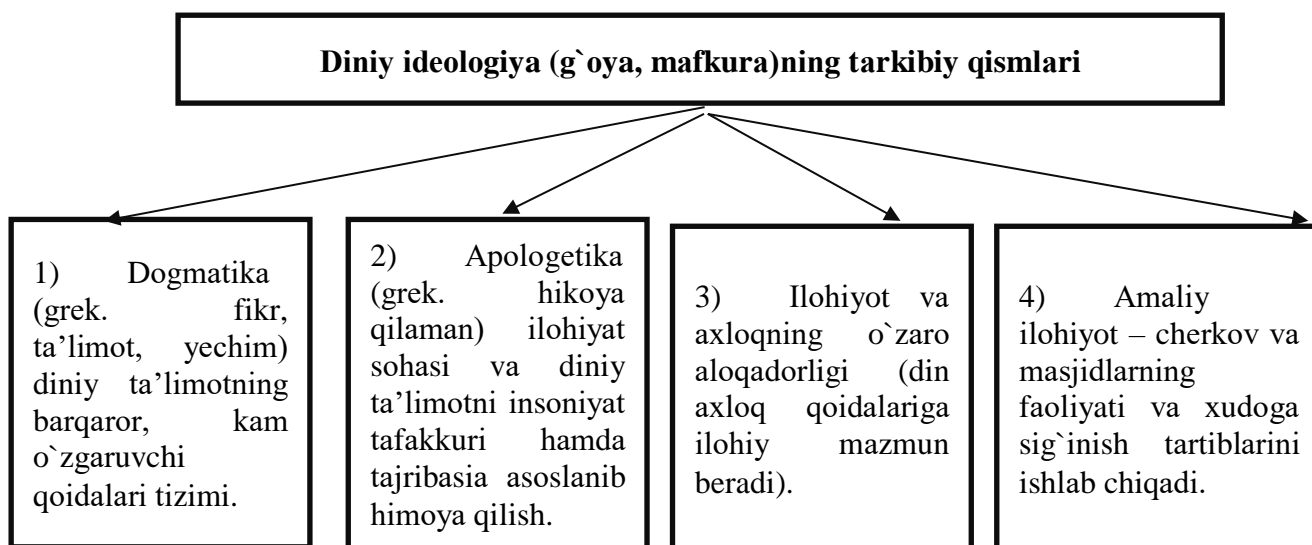 Diniy ideologiya (g`oya, mafkura)ning tarkibiy qismlari
1) Dogmatika
(grek. fikr,
ta’limot, yechim)
diniy ta’limotning
barqaror, kam
o`zgaruvchi
qoidalari tizimi.
2) Apologetika
(grek. hikoya
qilaman) ilohiyat
sohasi va diniy
ta’limotni insoniyat
tafakkuri hamda
tajribasia asoslanib
himoya qilish.
3) Ilohiyot va
axloqning o`zaro
aloqadorligi (din
axloq qoidalariga
ilohiy mazmun
beradi).
4) Amaliy
ilohiyot – cherkov va
masjidlarning
faoliyati va xudoga
sig`inish tartiblarini
ishlab chiqadi.